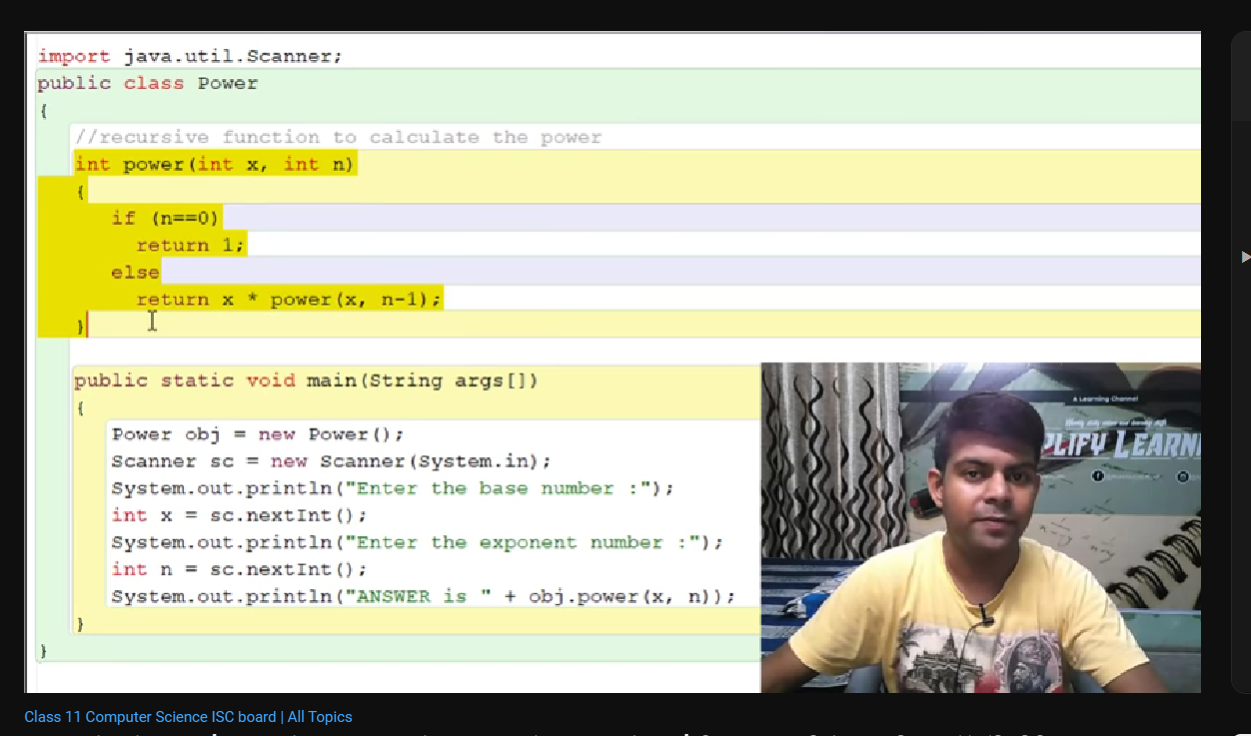 import java.util.Scanner;
public class Power
{
//recursive function to calculate the power
int power(int x, int n)
{
if (n==0)
return 1;
else
return x * power(x, n-1);
}
public static void main(String args[])
{
Power obj = new Power();
Scanner sc = new Scanner(System.in);
System.out.println("Enter the base number :");
int x = sc.nextInt();
System.out.println("Enter the exponent number :");
int n = sc.nextInt();
System.out.println("ANSWER is " + obj.power(x, n));
}
}
A Learning Channel
PLIFY LEARNI
Class 11 Computer Science ISC board | All Topics